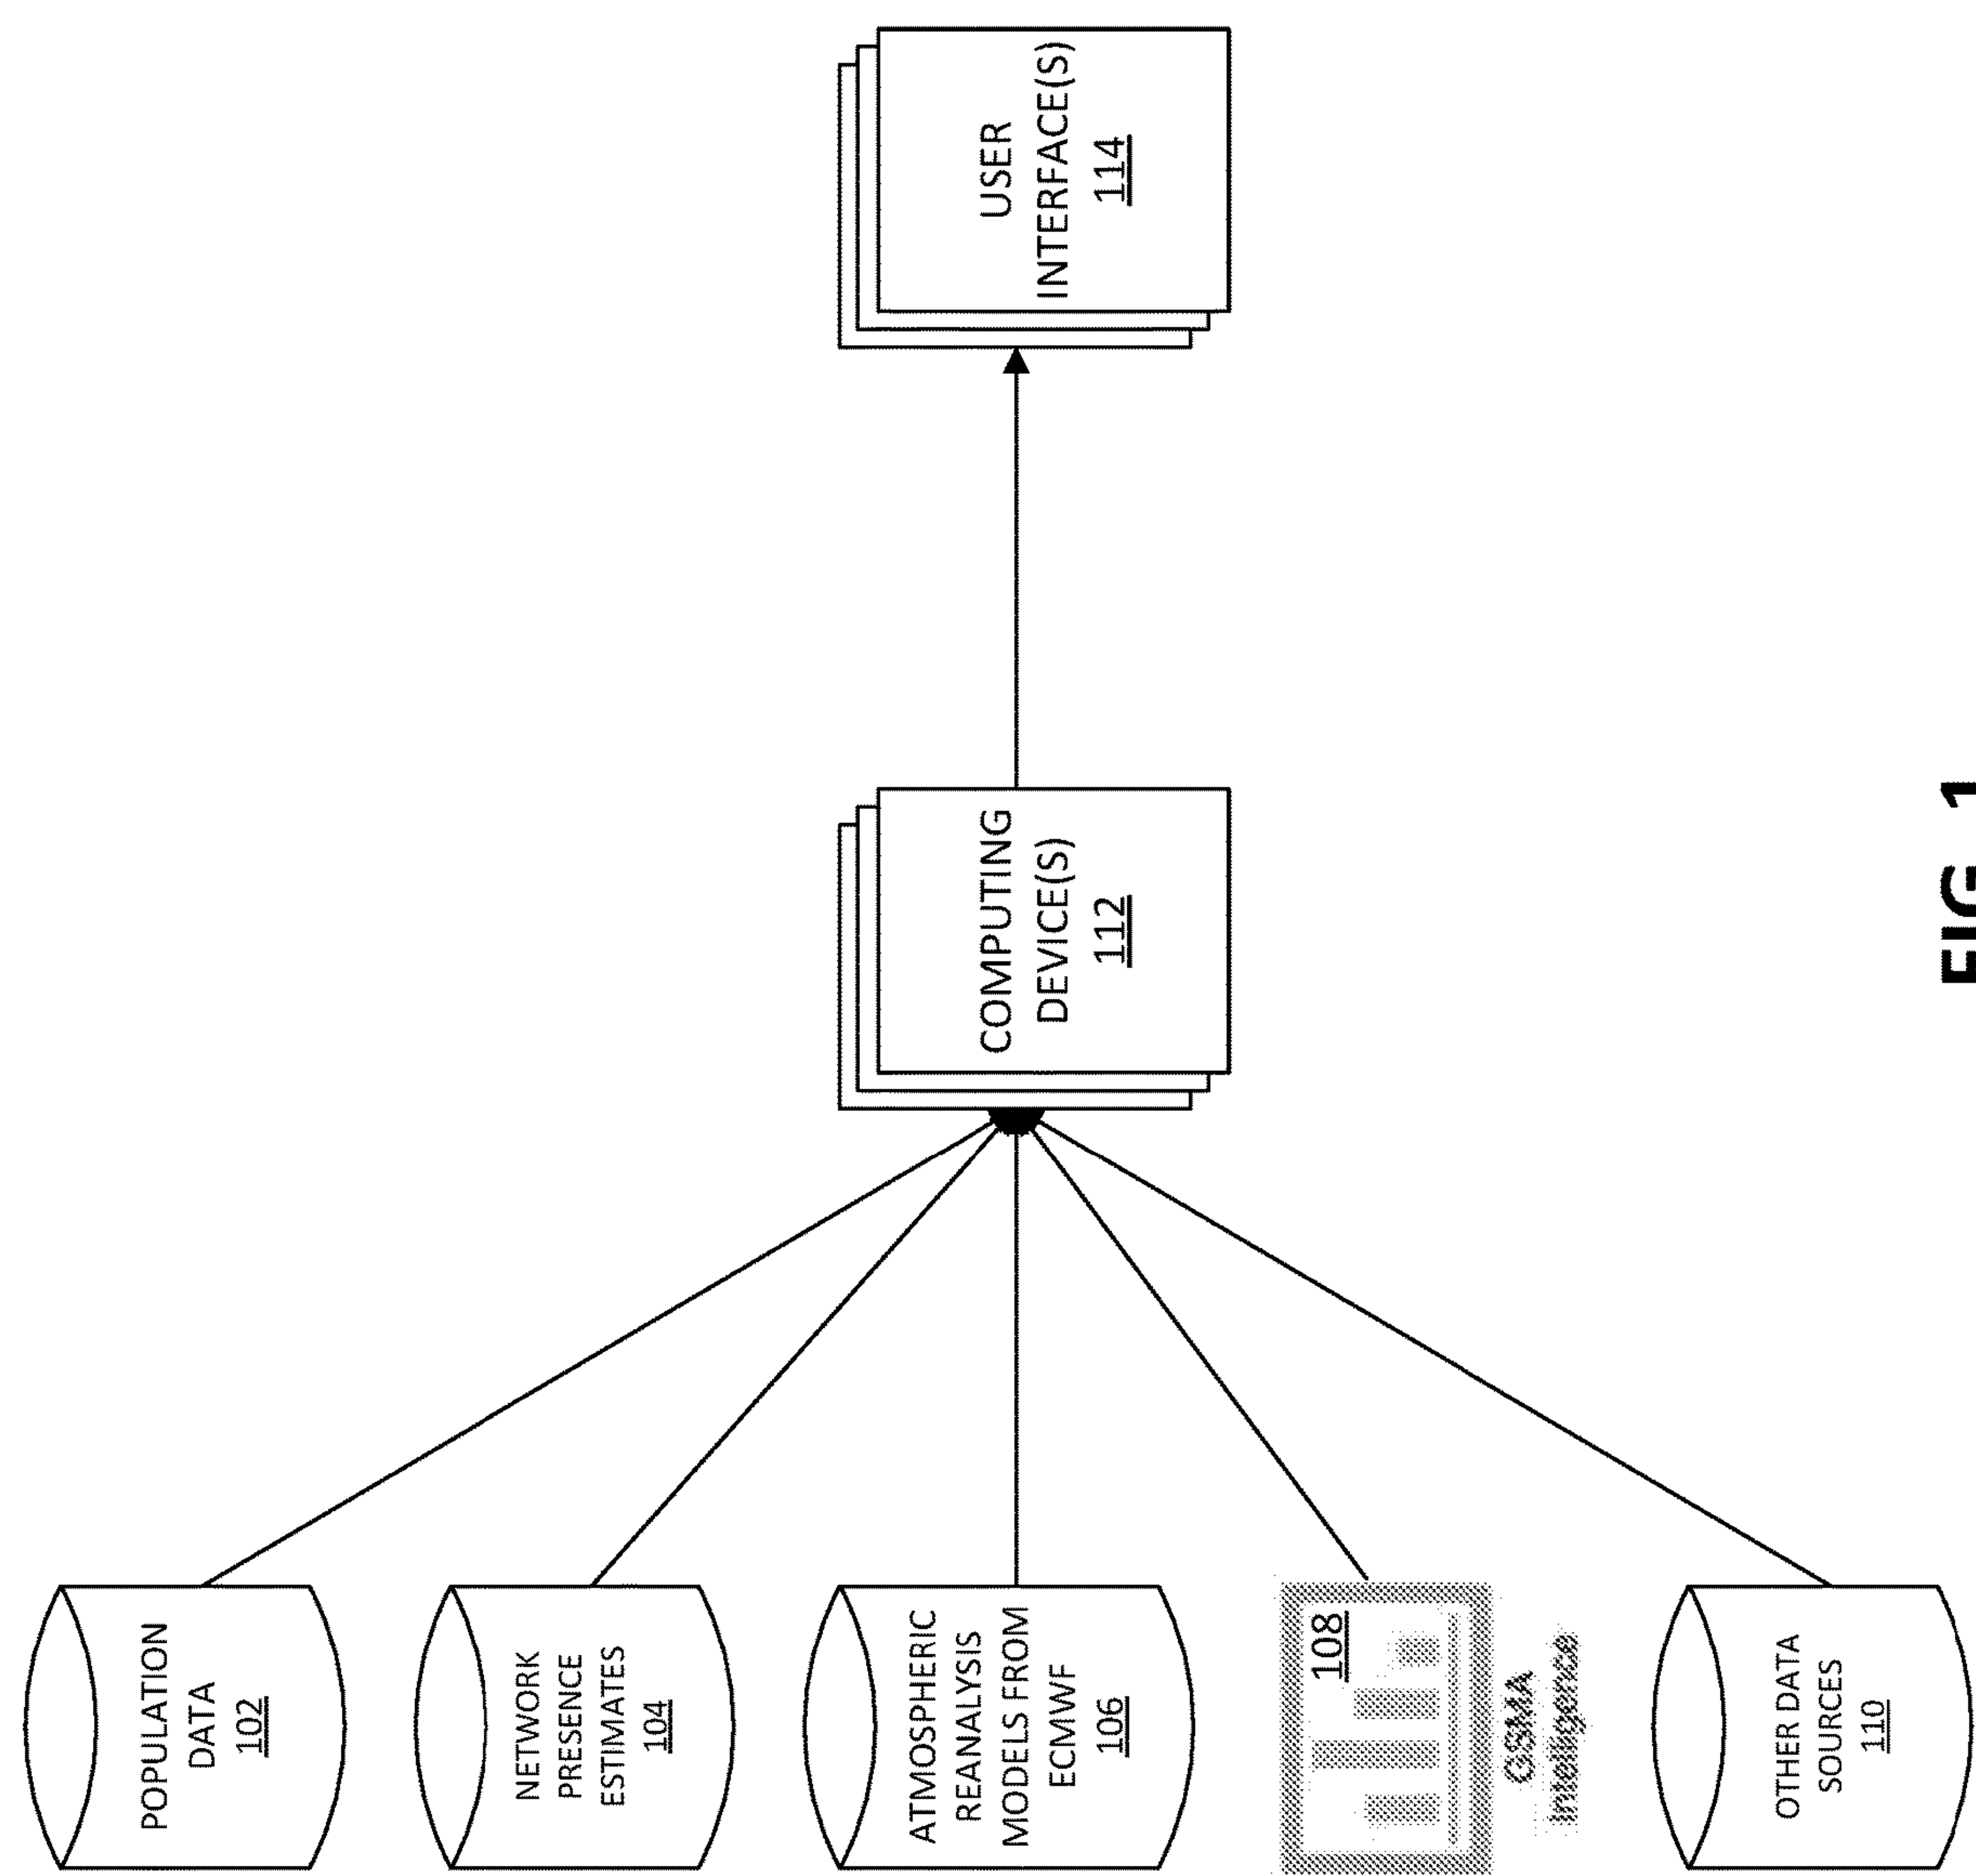 POPULATION
DATA
102
NETWORK
PRESENCE
ESTIMATES
104
ATMOSPHERIC
REANALYSIS
MODELS FROM
ECMWF
106
108
GSMA
Intelligence
OTHER DATA
SOURCES
110
COMPUTING
DEVICE(S)
112
USER
INTERFACE(S)
114
FIG. 1